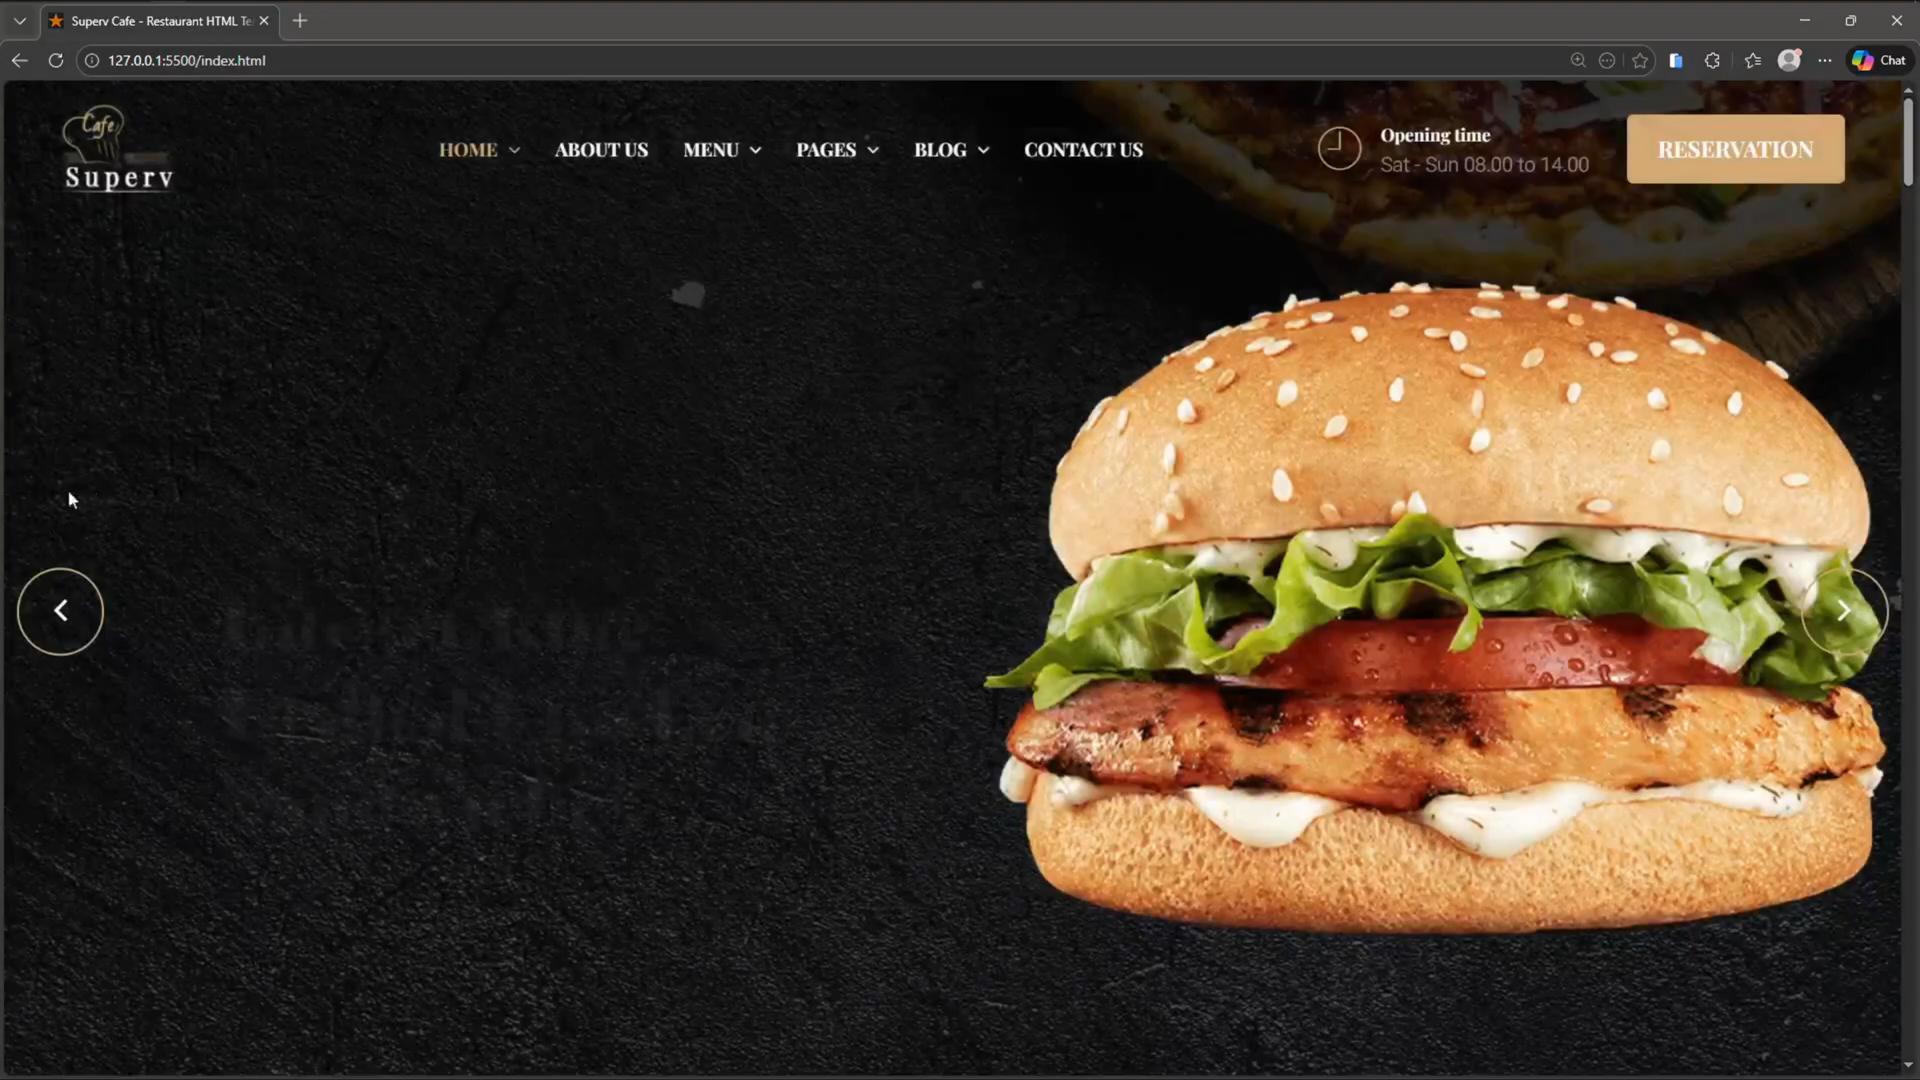 Superv Cafe - Restaurant HTML Te
127.0.0.1:5500/index.html
Chat
Cafe
Superv
HOME
ABOUT US
MENU
PAGES
BLOG
CONTACT US
Opening time
Sat - Sun 08.00 to 14.00
RESERVATION